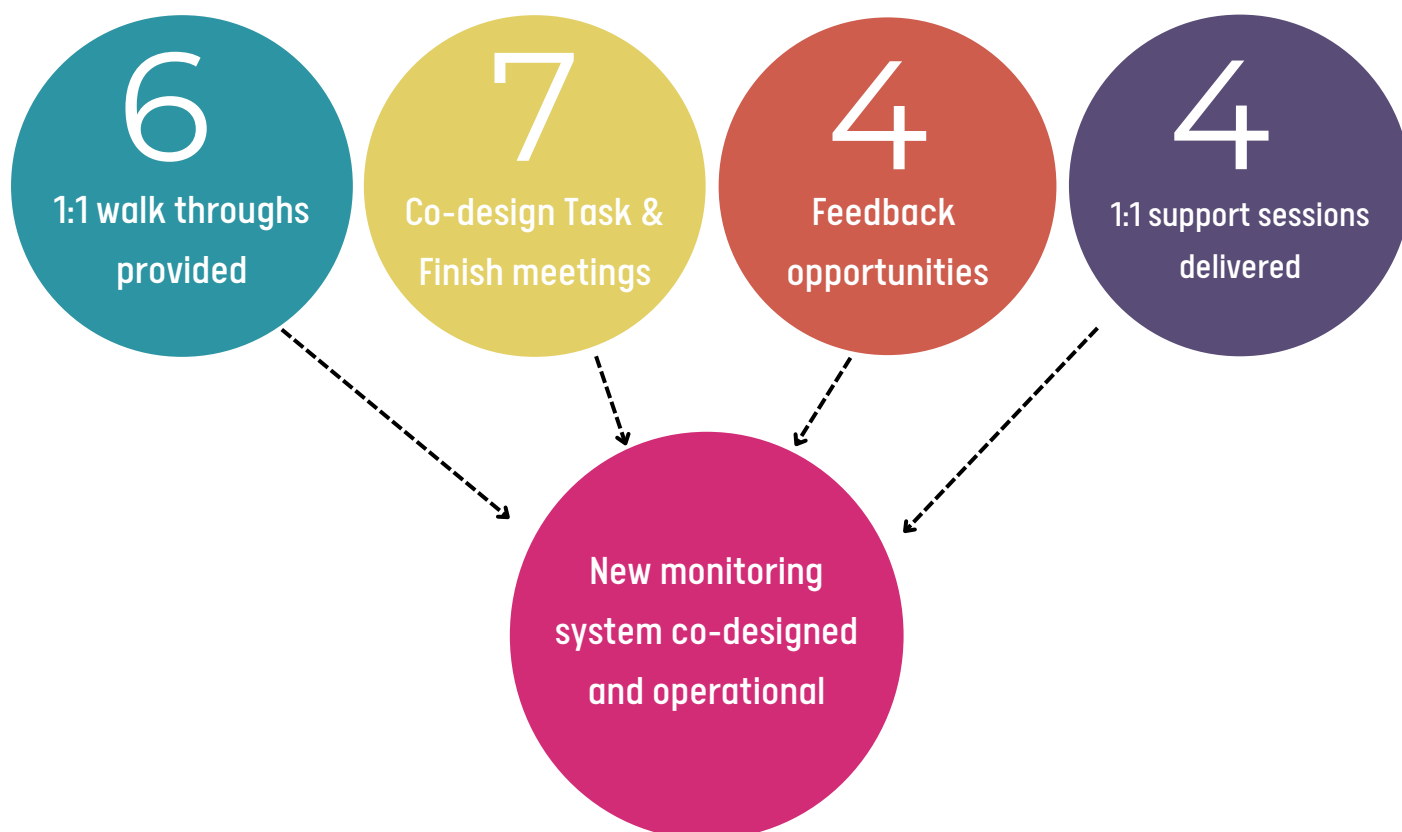 6
1:1 walk throughs
provided
7
Co-design Task &
Finish meetings
4
Feedback
opportunities
4
1:1 support sessions
delivered
New monitoring
system co-designed
and operational